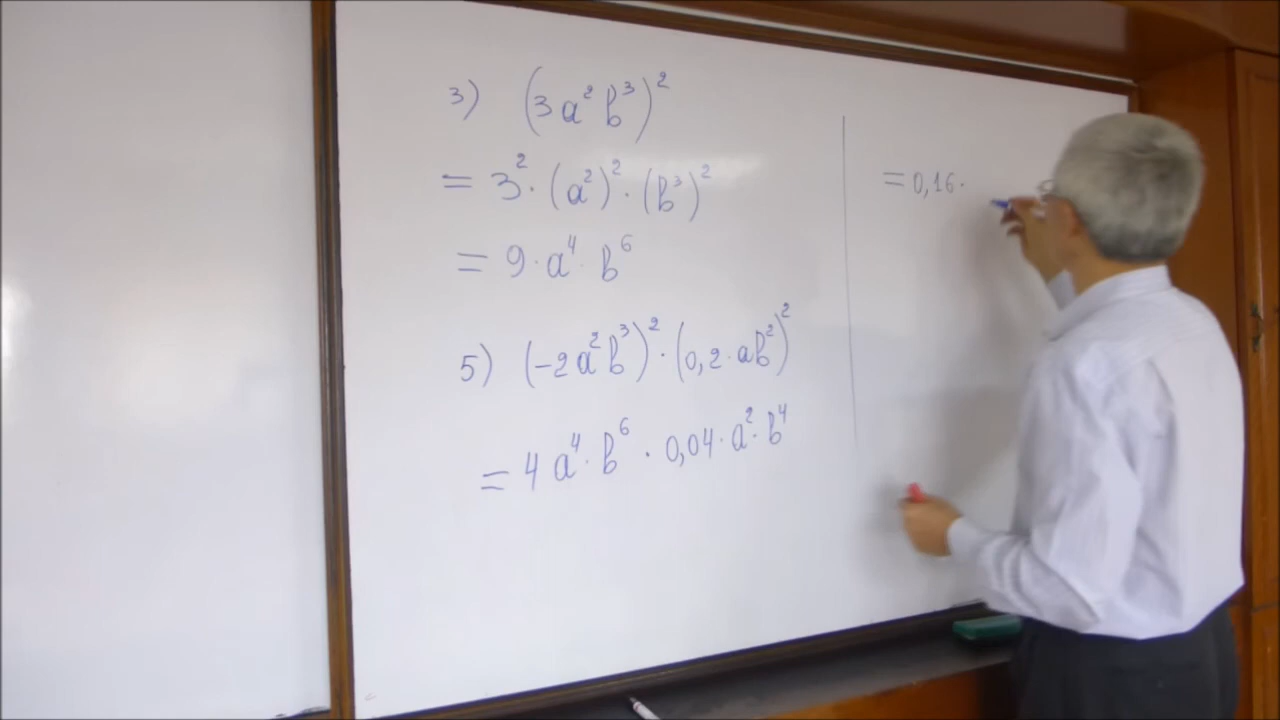 3) (3a²b³)²
= 3²·(a²)²·(b³)²
= 9·a⁴·b⁶
5) (-2a²b³)²·(0,2·ab²)²
= 4a⁴·b⁶·0,04·a²·b⁴
= 0,16·